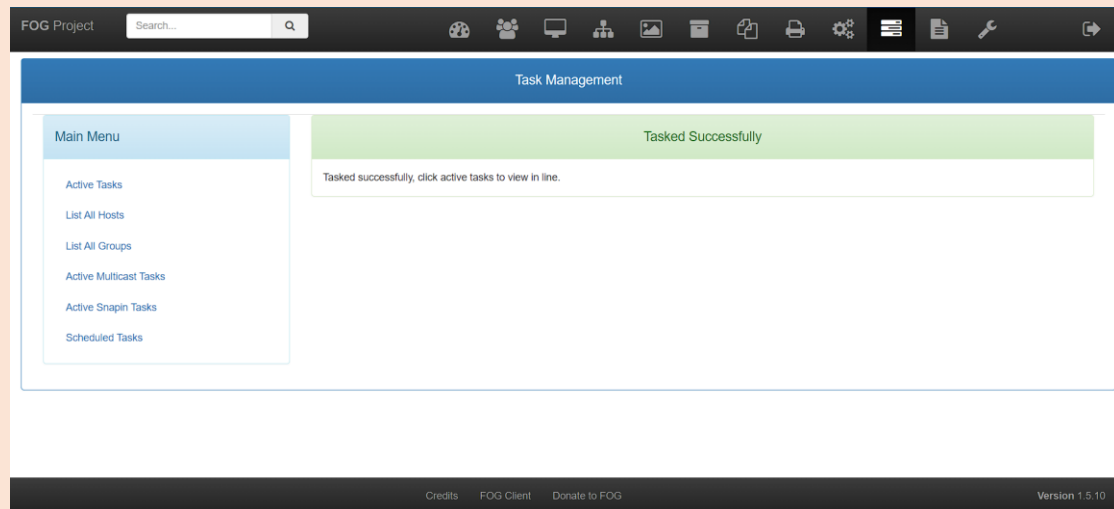 FOG Project
Search...
Task Management
Main Menu
Active Tasks
List All Hosts
List All Groups
Active Multicast Tasks
Active Snapin Tasks
Scheduled Tasks
Tasked Successfully
Tasked successfully, click active tasks to view in line.
Credits FOG Client Donate to FOG Version 1.5.10